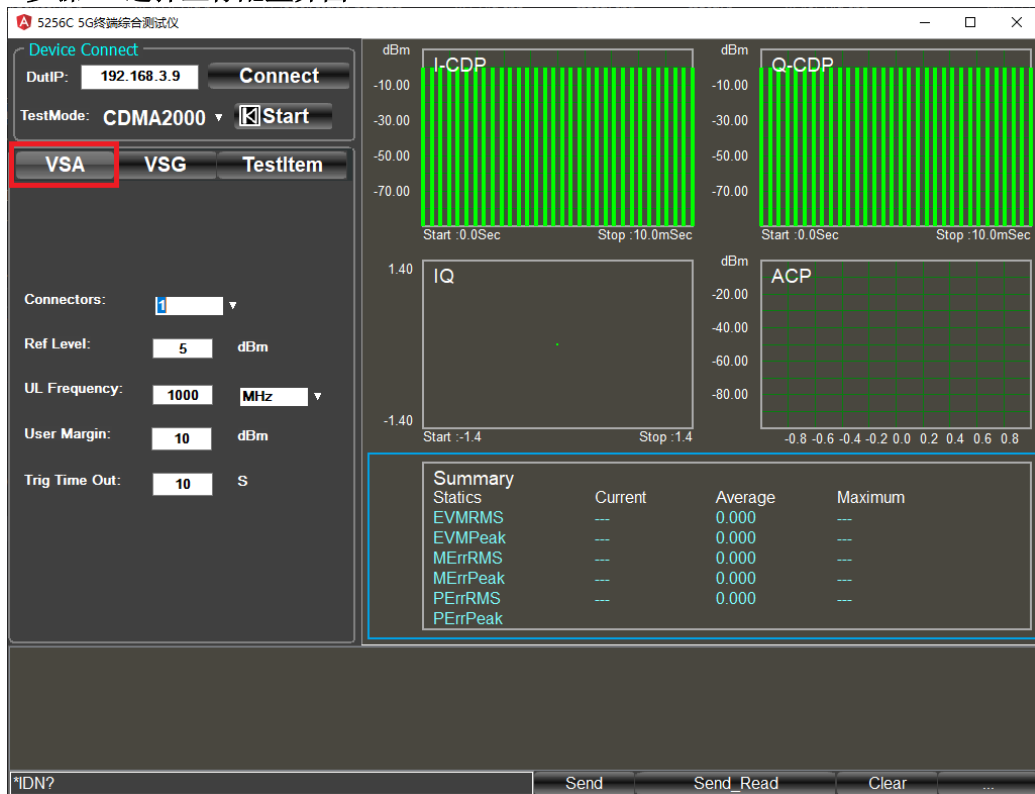 5256C 5G终端综合测试仪
Device Connect
DutIP: 192.168.3.9 Connect
TestMode: CDMA2000 Start
VSA VSG TestItem
Connectors: 1
Ref Level: 5 dBm
UL Frequency: 1000 MHz
User Margin: 10 dBm
Trig Time Out: 10 S
dBm
I-CDP
-10.00
-30.00
-50.00
-70.00
Start :0.0Sec Stop :10.0mSec
dBm
Q-CDP
-10.00
-30.00
-50.00
-70.00
Start :0.0Sec Stop :10.0mSec
1.40
IQ
-1.40
Start :-1.4 Stop :1.4
dBm
ACP
-20.00
-40.00
-60.00
-80.00
-0.8 -0.6 -0.4 -0.2 0.0 0.2 0.4 0.6 0.8
Summary
Statics Current Average Maximum
EVMRMS --- 0.000 ---
EVMPeak --- 0.000 ---
MErrRMS --- 0.000 ---
MErrPeak --- 0.000 ---
PErrRMS --- 0.000 ---
PErrPeak
*IDN? Send Send_Read Clear ...